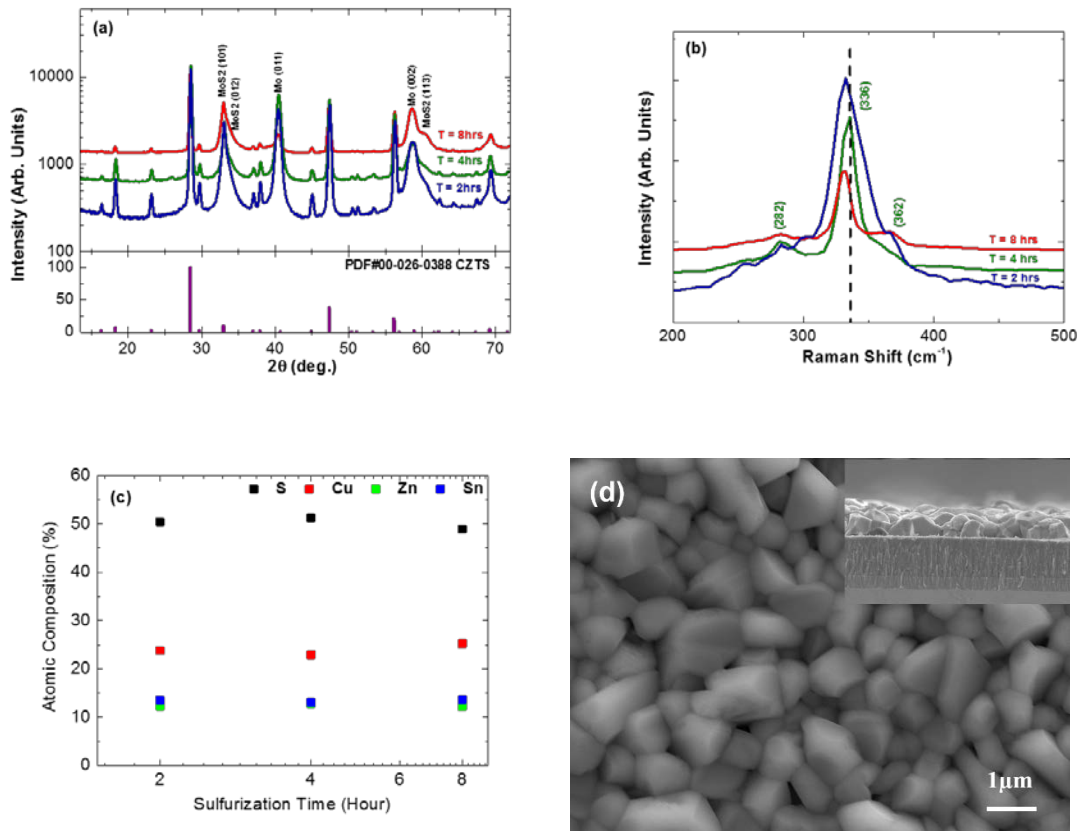 (a)
Intensity (Arb. Units)
10000
1000
100
MoS2 (101)
MoS2 (012)
Mo (011)
Mo (002)
MoS2 (113)
T = 8hrs
T = 4hrs
T = 2hrs
PDF#00-026-0388 CZTS
100
50
0
20 30 40 50 60 70
2θ (deg.)
(b)
Intensity (Arb. Units)
(336)
(282)
(362)
T = 8 hrs
T = 4 hrs
T = 2 hrs
200 300 400 500
Raman Shift (cm⁻¹)
(c)
S Cu Zn Sn
Atomic Composition (%)
60
50
40
30
20
10
0
2 4 6 8
Sulfurization Time (Hour)
(d)
1μm